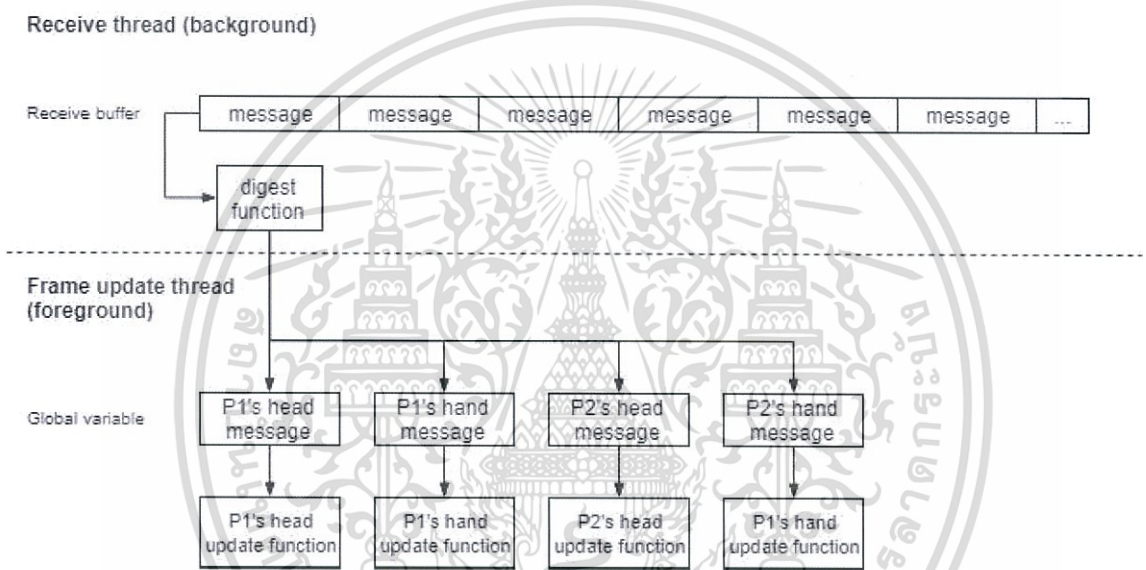 Receive thread (background)
Receive buffer
message message message message message message ...
digest
function
Frame update thread
(foreground)
Global variable
P1's head
message
P1's hand
message
P2's head
message
P2's hand
message
P1's head
update function
P1's hand
update function
P2's head
update function
P1's hand
update function